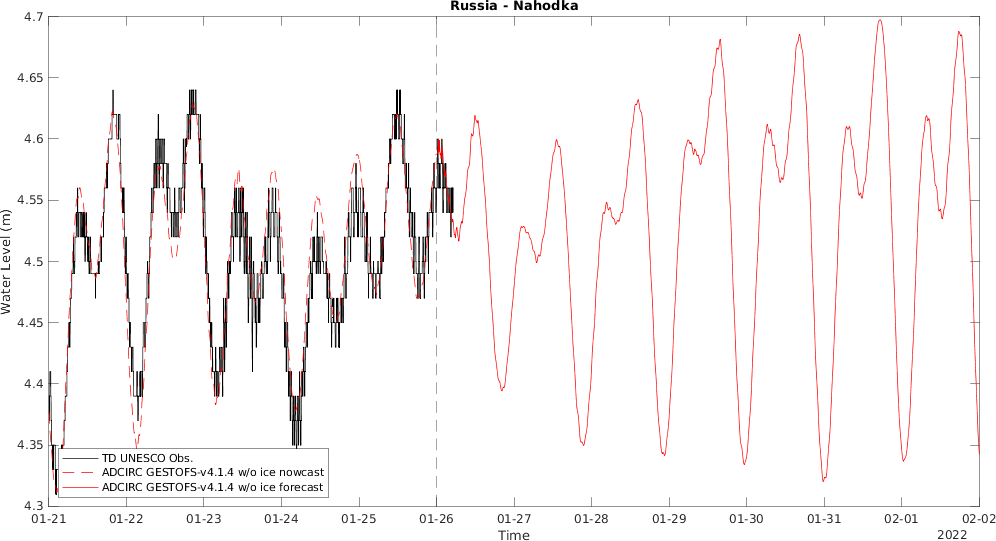 Russia - Nahodka
4.7
4.65
4.6
4.55
4.5
4.45
4.4
4.35
4.3
Water Level (m)
TD UNESCO Obs.
ADCIRC GESTOFS-v4.1.4 w/o ice nowcast
ADCIRC GESTOFS-v4.1.4 w/o ice forecast
01-21 01-22 01-23 01-24 01-25 01-26 01-27 01-28 01-29 01-30 01-31 02-01 02-02
Time
2022